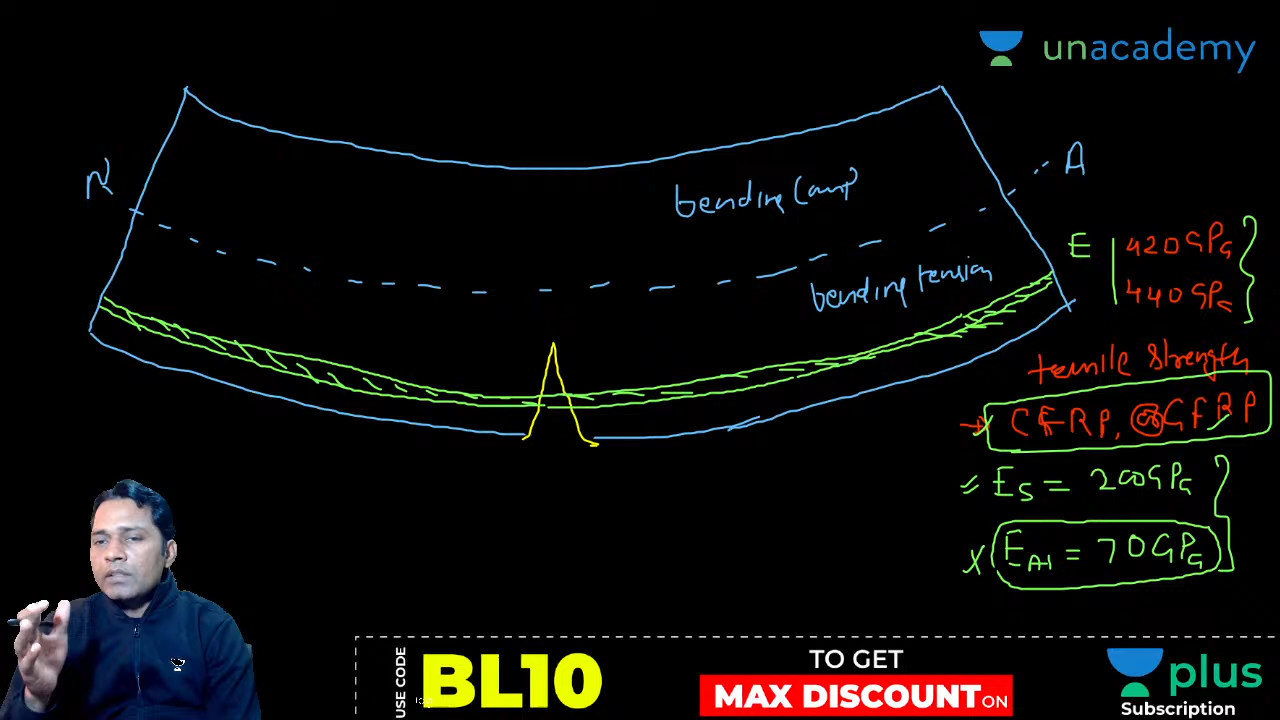 unacademy
N
A
bending Comp
bending tension
E 420 GPa
440 GPa
tensile strength
CFRP, GFRP
Es = 200 GPa
EAl = 70 GPa
USE CODE
BL10
TO GET
MAX DISCOUNT ON
plus
Subscription